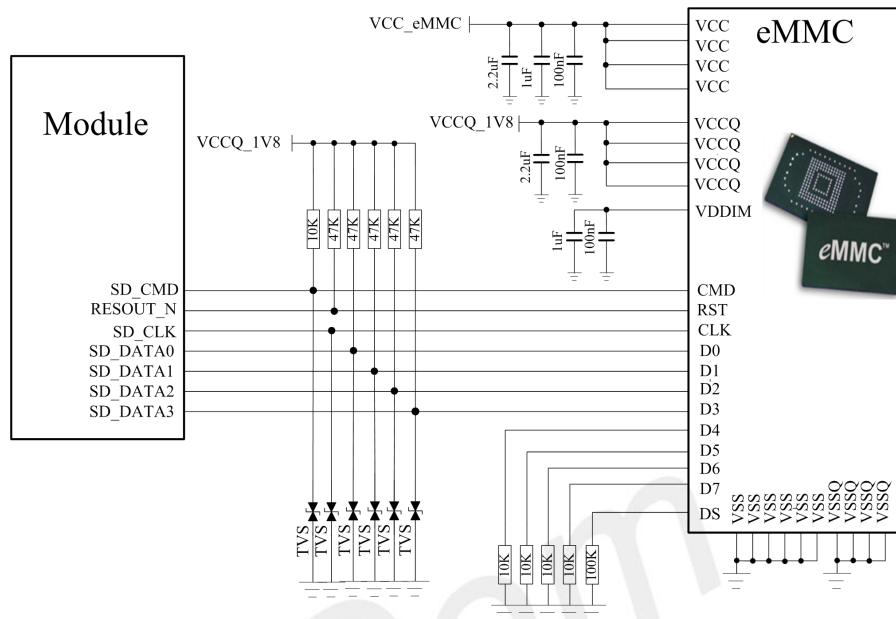 VCC_eMMC
VCC
VCC
VCC
VCC
eMMC
2.2uF
1uF
100nF
Module
VCCQ_1V8
VCCQ_1V8
VCCQ
VCCQ
VCCQ
VCCQ
2.2uF
100nF
VDDIM
1uF
100nF
eMMC™
10K
47K
47K
47K
47K
47K
SD_CMD
RESOUT_N
SD_CLK
SD_DATA0
SD_DATA1
SD_DATA2
SD_DATA3
CMD
RST
CLK
D0
D1
D2
D3
D4
D5
D6
D7
DS
VSS
VSS
VSS
VSS
VSS
VSS
VSSQ
VSSQ
VSSQ
VSSQ
TVS
TVS
TVS
TVS
TVS
TVS
10K
10K
10K
10K
100K